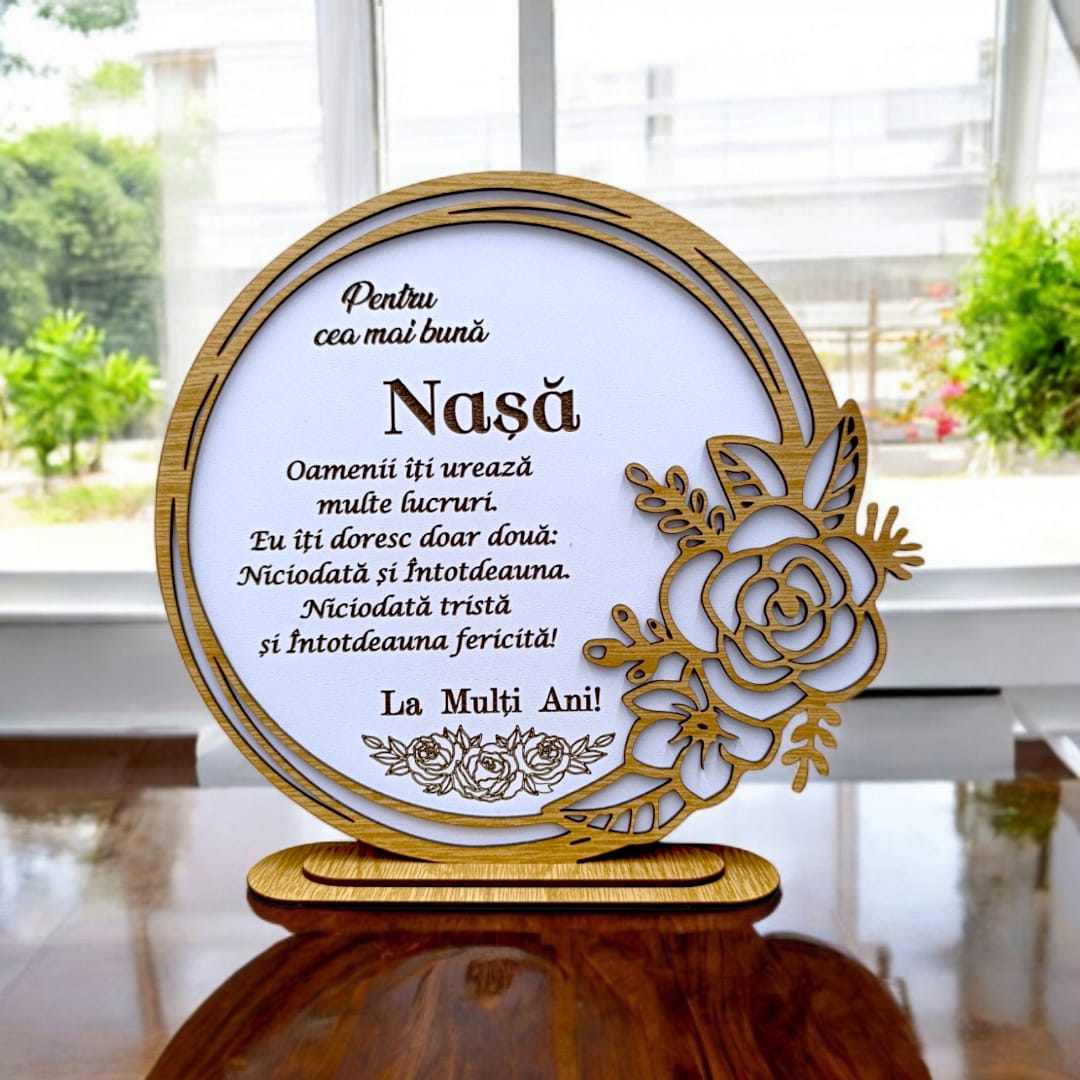 Pentru
cea mai bună
Nașă
Oamenii îți urează
multe lucruri.
Eu îți doresc doar două:
Niciodată și Întotdeauna.
Niciodată tristă
și Întotdeauna fericită!
La Mulți Ani!